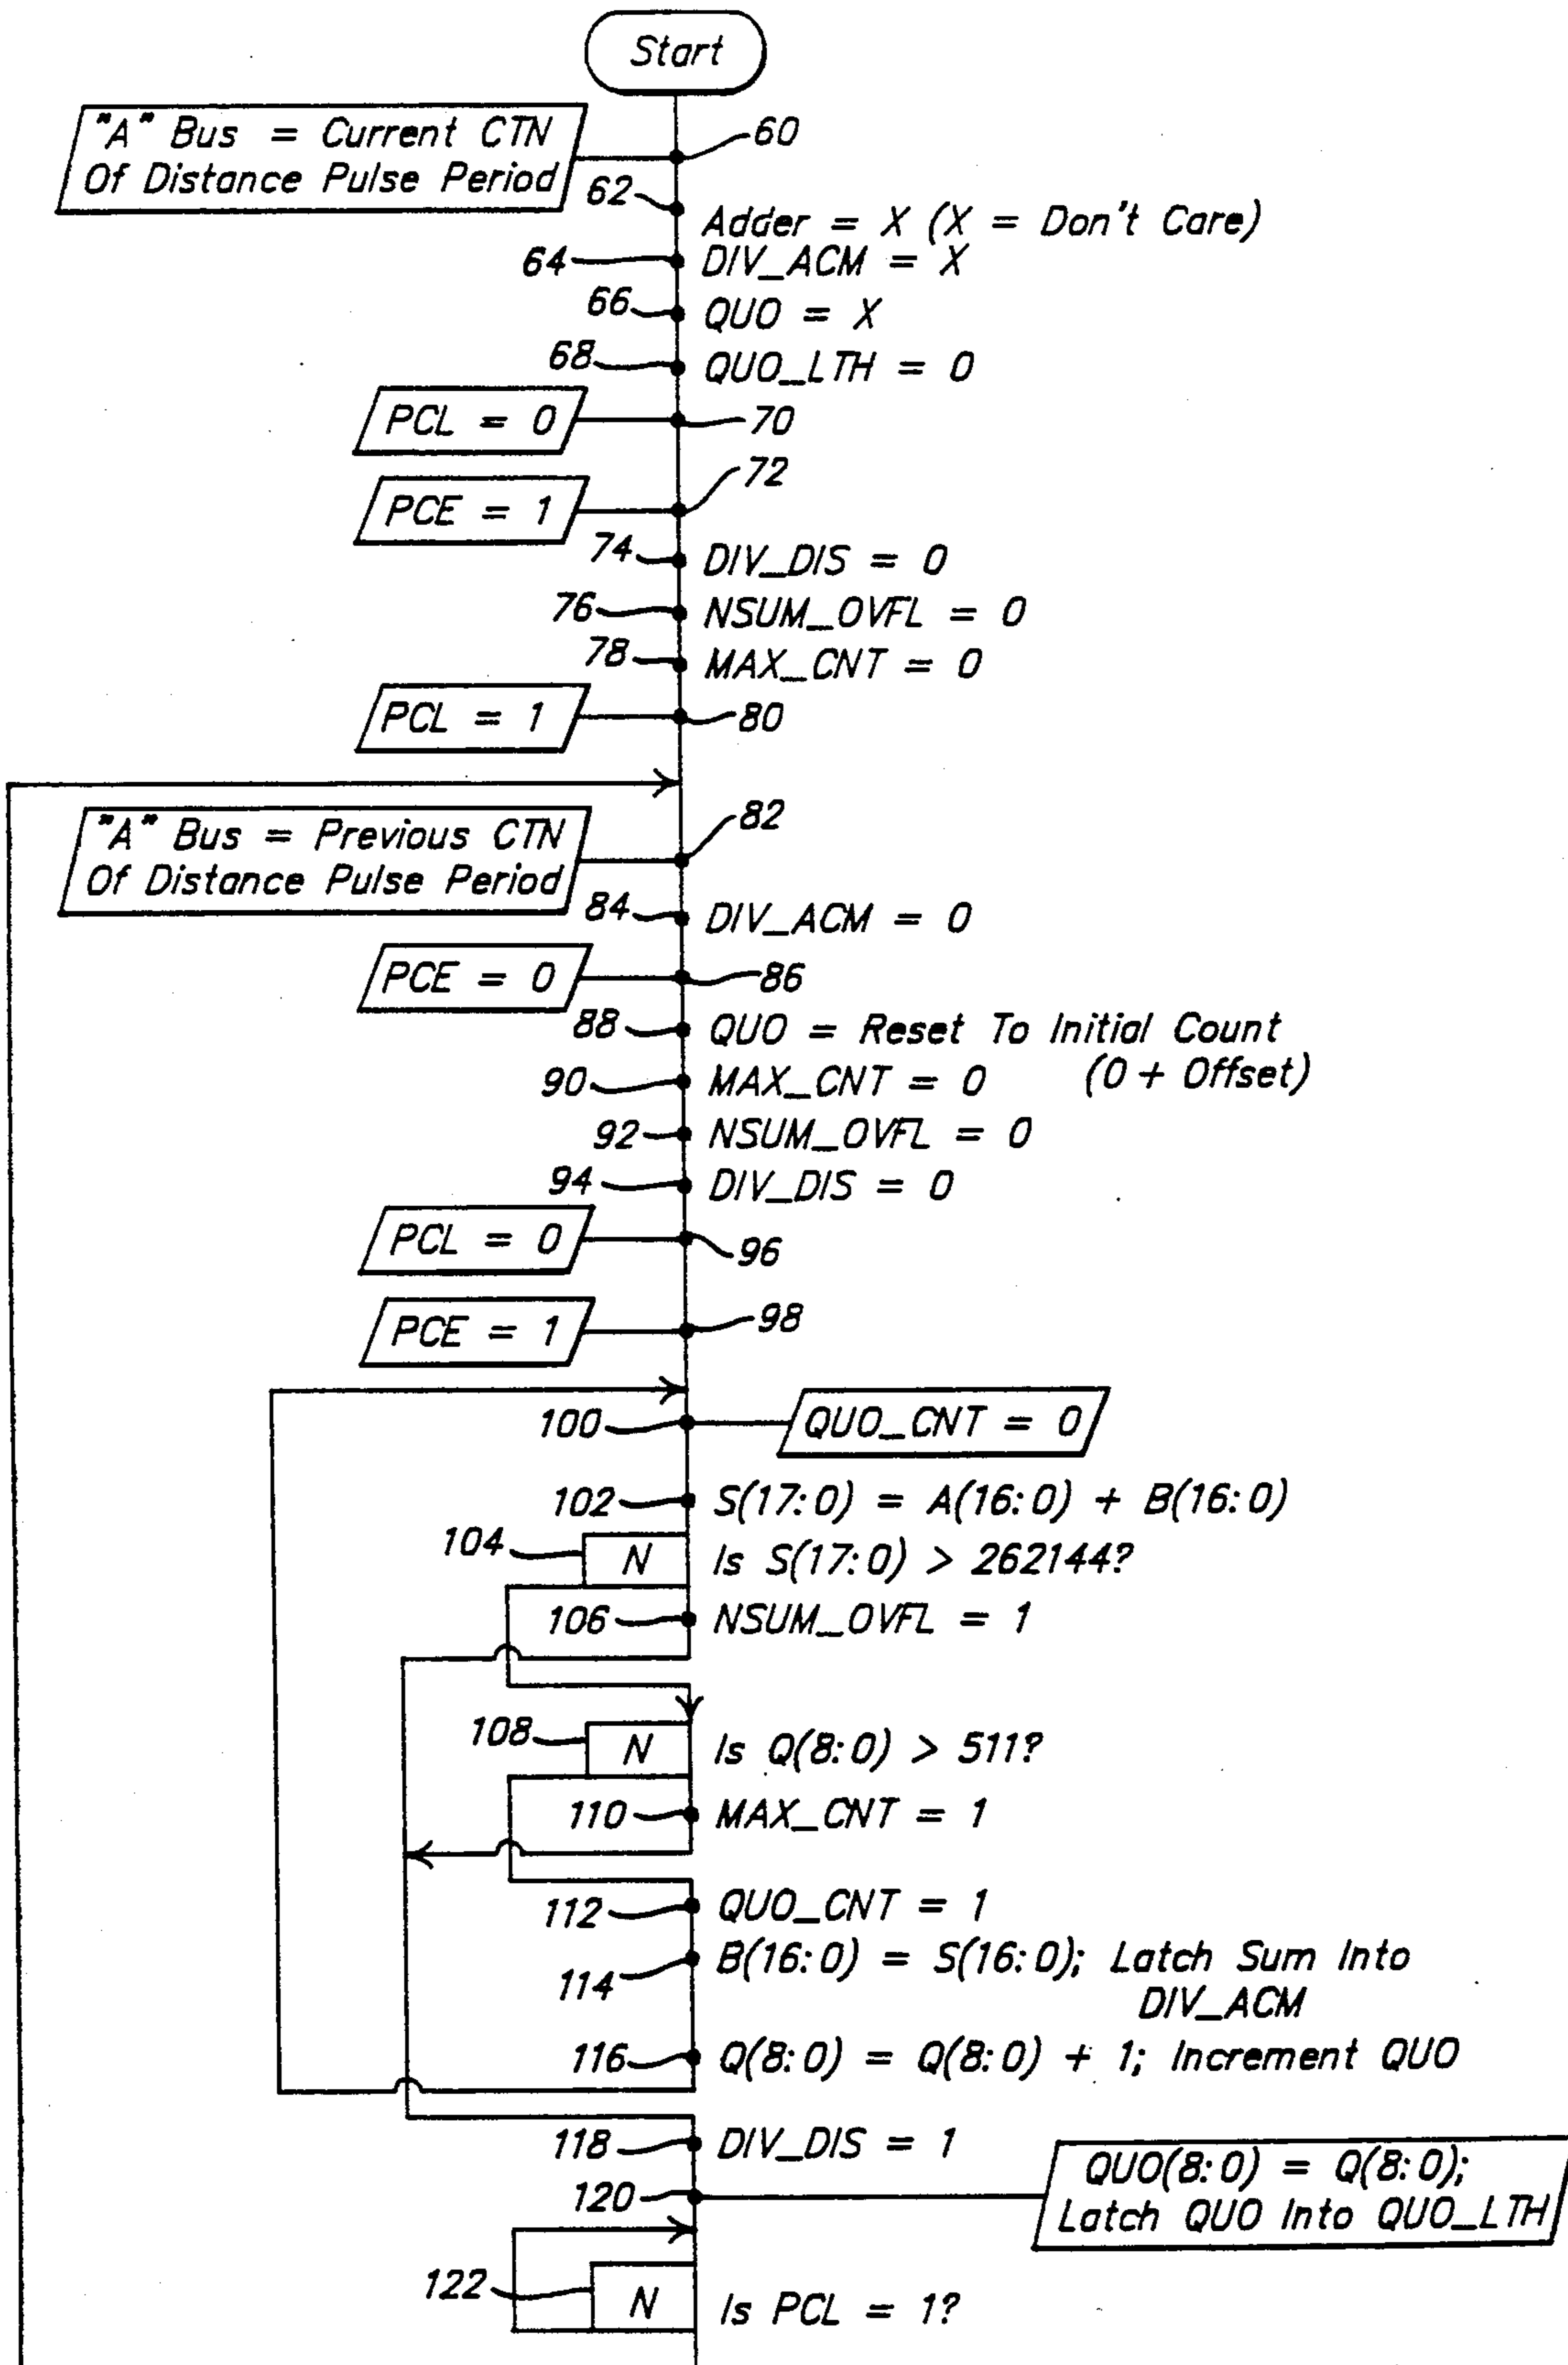 Start
"A" Bus = Current CTN
Of Distance Pulse Period
60
62
Adder = X (X = Don't Care)
64
DIV_ACM = X
66
QUO = X
68
QUO_LTH = 0
PCL = 0
70
PCE = 1
72
74
DIV_DIS = 0
76
NSUM_OVFL = 0
78
MAX_CNT = 0
PCL = 1
80
"A" Bus = Previous CTN
Of Distance Pulse Period
82
84
DIV_ACM = 0
PCE = 0
86
88
QUO = Reset To Initial Count
(0 + Offset)
90
MAX_CNT = 0
92
NSUM_OVFL = 0
94
DIV_DIS = 0
PCL = 0
96
PCE = 1
98
100
QUO_CNT = 0
102
S(17:0) = A(16:0) + B(16:0)
104
N
Is S(17:0) > 262144?
106
NSUM_OVFL = 1
108
N
Is Q(8:0) > 511?
110
MAX_CNT = 1
112
QUO_CNT = 1
114
B(16:0) = S(16:0); Latch Sum Into
DIV_ACM
116
Q(8:0) = Q(8:0) + 1; Increment QUO
118
DIV_DIS = 1
120
QUO(8:0) = Q(8:0);
Latch QUO Into QUO_LTH
122
N
Is PCL = 1?